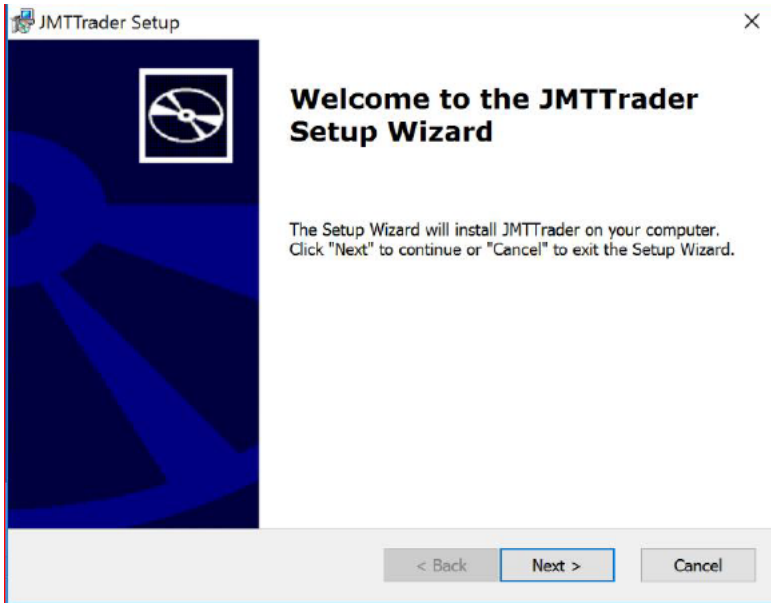 JMTTrader Setup
Welcome to the JMTTrader
Setup Wizard
The Setup Wizard will install JMTTrader on your computer.
Click "Next" to continue or "Cancel" to exit the Setup Wizard.
< Back
Next >
Cancel